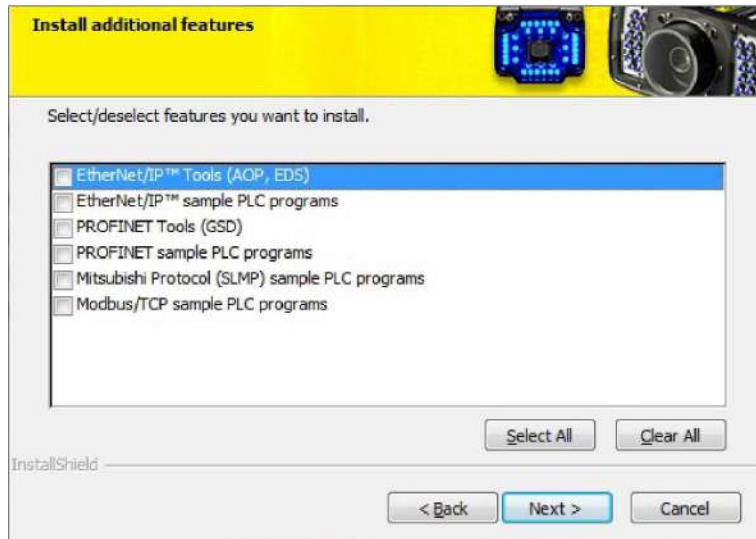 Install additional features
Select/deselect features you want to install.
EtherNet/IP™ Tools (AOP, EDS)
EtherNet/IP™ sample PLC programs
PROFINET Tools (GSD)
PROFINET sample PLC programs
Mitsubishi Protocol (SLMP) sample PLC programs
Modbus/TCP sample PLC programs
Select All
Clear All
InstallShield
< Back
Next >
Cancel